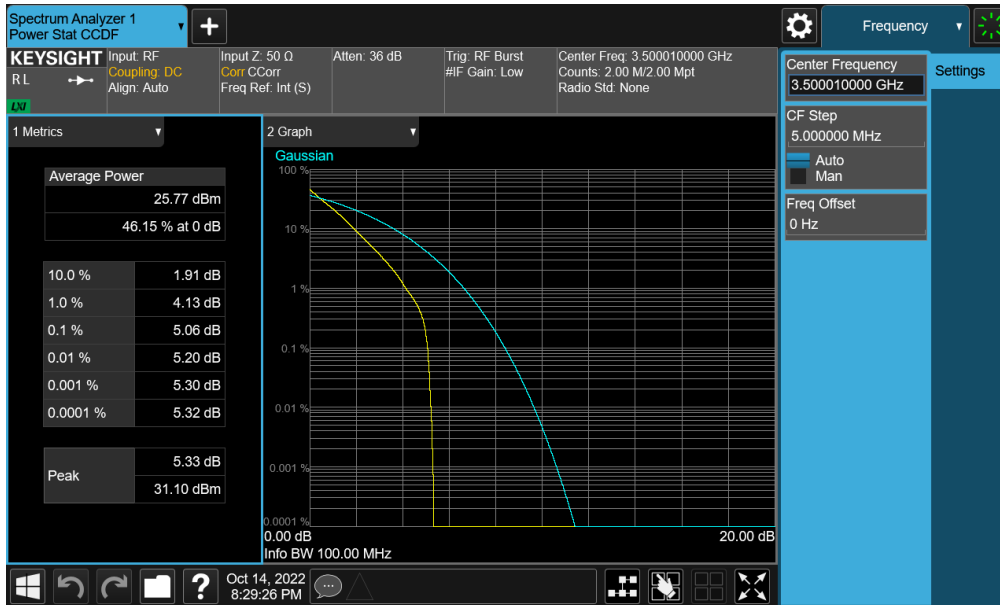 Spectrum Analyzer 1
Power Stat CCDF
Frequency
KEYSIGHT
R L
LXI
Input: RF
Coupling: DC
Align: Auto
Input Z: 50 Ω
Corr CCorr
Freq Ref: Int (S)
Atten: 36 dB
Trig: RF Burst
#IF Gain: Low
Center Freq: 3.500010000 GHz
Counts: 2.00 M/2.00 Mpt
Radio Std: None
Center Frequency
3.500010000 GHz
Settings
CF Step
5.000000 MHz
Auto
Man
Freq Offset
0 Hz
1 Metrics
Average Power
25.77 dBm
46.15 % at 0 dB
10.0 % 1.91 dB
1.0 % 4.13 dB
0.1 % 5.06 dB
0.01 % 5.20 dB
0.001 % 5.30 dB
0.0001 % 5.32 dB
Peak
5.33 dB
31.10 dBm
2 Graph
Gaussian
100 %
10 %
1 %
0.1 %
0.01 %
0.001 %
0.0001 %
0.00 dB 20.00 dB
Info BW 100.00 MHz
?
Oct 14, 2022
8:29:26 PM